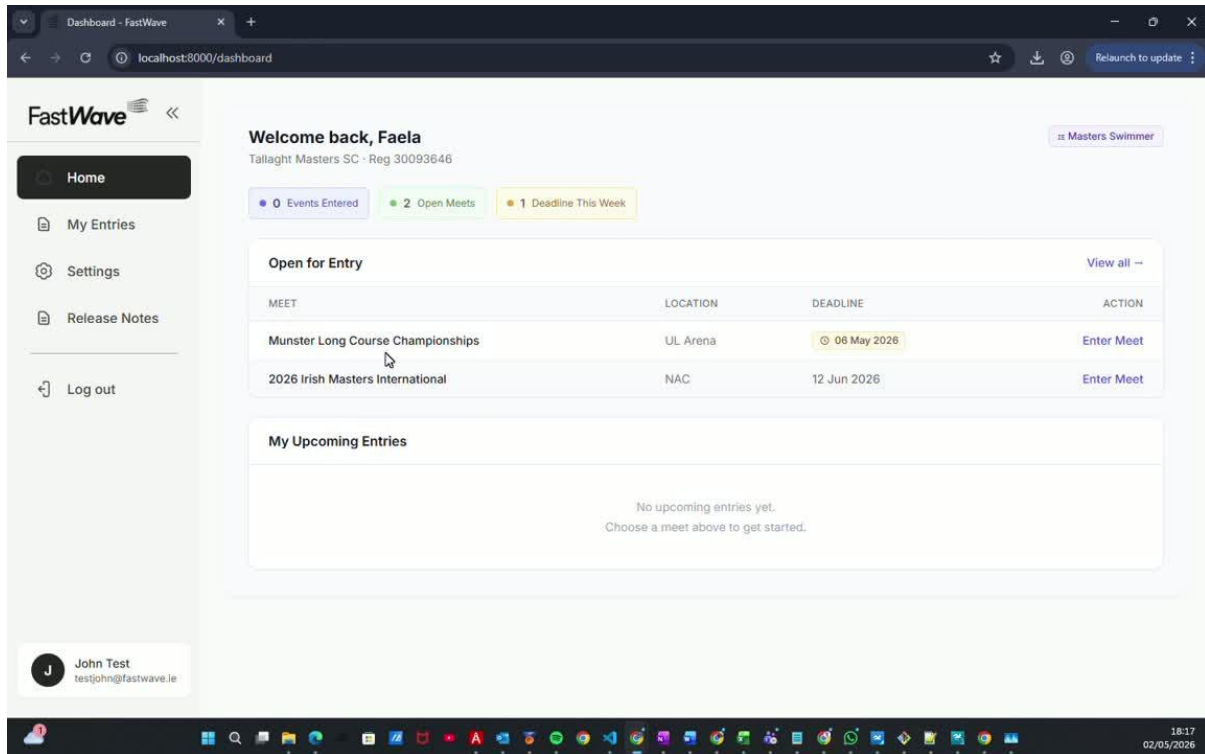 Dashboard - FastWave
localhost:8000/dashboard
Relaunch to update
FastWave
Home
My Entries
Settings
Release Notes
Log out
John Test
testjohn@fastwave.ie
J
Welcome back, Faela
Tallaght Masters SC · Reg 30093646
Masters Swimmer
0 Events Entered
2 Open Meets
1 Deadline This Week
Open for Entry
View all →
MEET LOCATION DEADLINE ACTION
Munster Long Course Championships UL Arena 06 May 2026 Enter Meet
2026 Irish Masters International NAC 12 Jun 2026 Enter Meet
My Upcoming Entries
No upcoming entries yet.
Choose a meet above to get started.
1
18:17
02/05/2026